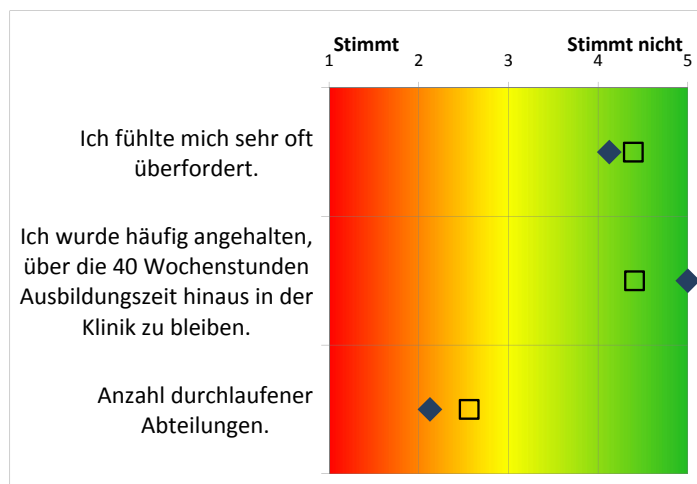 Stimmt Stimmt nicht
1 2 3 4 5
Ich fühlte mich sehr oft
überfordert.
Ich wurde häufig angehalten,
über die 40 Wochenstunden
Ausbildungszeit hinaus in der
Klinik zu bleiben.
Anzahl durchlaufener
Abteilungen.